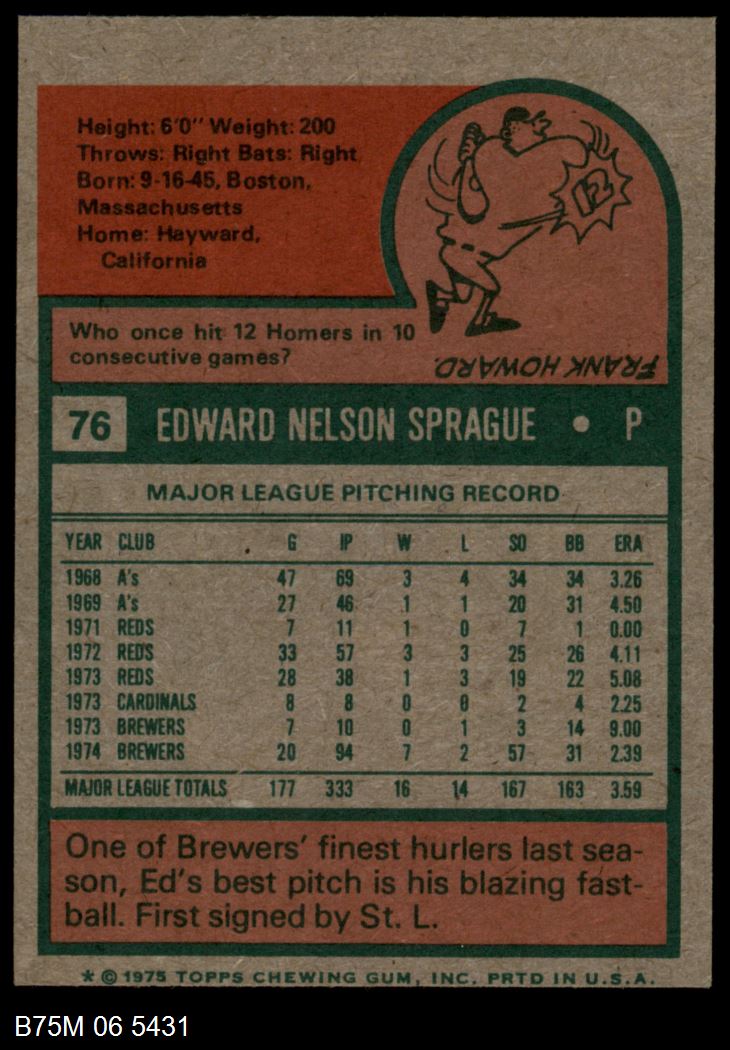 Height: 6'0" Weight: 200
Throws: Right Bats: Right
Born: 9-16-45, Boston,
Massachusetts
Home: Hayward,
California
12
Who once hit 12 Homers in 10
consecutive games?
FRANK HOWARD.
76 EDWARD NELSON SPRAGUE • P
MAJOR LEAGUE PITCHING RECORD
YEAR CLUB G IP W L SO BB ERA
1968 A's 47 69 3 4 34 34 3.26
1969 A's 27 46 1 1 20 31 4.50
1971 REDS 7 11 1 0 7 1 0.00
1972 REDS 33 57 3 3 25 26 4.11
1973 REDS 28 38 1 3 19 22 5.08
1973 CARDINALS 8 8 0 0 2 4 2.25
1973 BREWERS 7 10 0 1 3 14 9.00
1974 BREWERS 20 94 7 2 57 31 2.39
MAJOR LEAGUE TOTALS 177 333 16 14 167 163 3.59
One of Brewers' finest hurlers last sea-
son, Ed's best pitch is his blazing fast-
ball. First signed by St. L.
* © 1975 TOPPS CHEWING GUM, INC. PRTD IN U.S.A.
B75M 06 5431